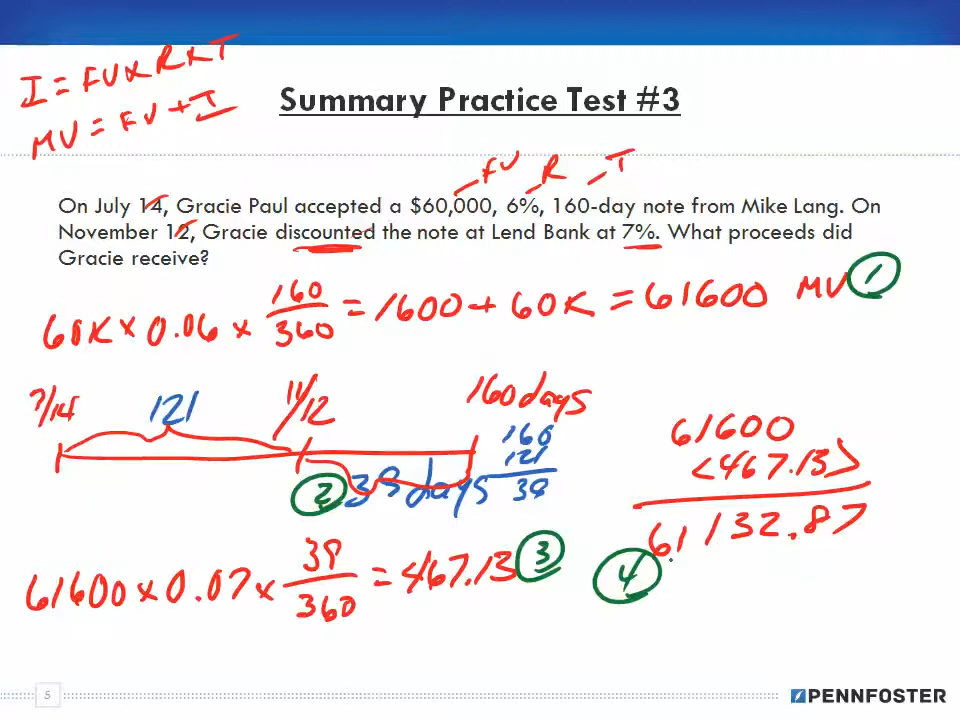 I = FV x R x T
MV = FV + I
Summary Practice Test #3
FV R T
On July 14, Gracie Paul accepted a $60,000, 6%, 160-day note from Mike Lang. On
November 12, Gracie discounted the note at Lend Bank at 7%. What proceeds did
Gracie receive?
60K x 0.06 x 160/360 = 1600 + 60K = 61600 MV 1
7/14 121 11/12 160 days
160
121
39
2 39 days
61600
<467.13>
61132.87
4
61600 x 0.07 x 39/360 = 467.13 3
5
PENNFOSTER